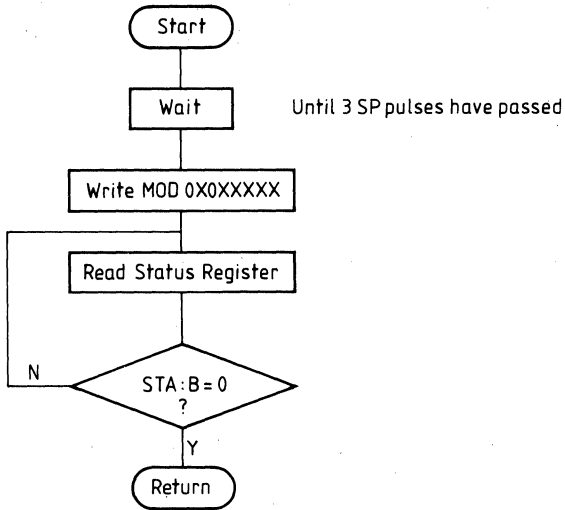 Start
Wait
Until 3 SP pulses have passed
Write MOD 0X0XXXXX
Read Status Register
N
STA:B = 0
?
Y
Return